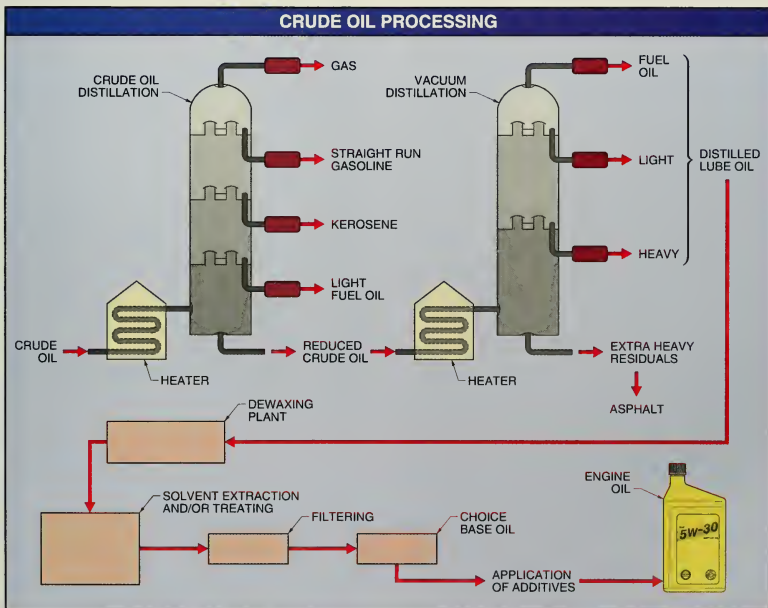 CRUDE OIL PROCESSING
CRUDE OIL
DISTILLATION
GAS
STRAIGHT RUN
GASOLINE
KEROSENE
LIGHT
FUEL OIL
CRUDE
OIL
HEATER
REDUCED
CRUDE OIL
VACUUM
DISTILLATION
FUEL
OIL
LIGHT
HEAVY
DISTILLED
LUBE OIL
HEATER
EXTRA HEAVY
RESIDUALS
ASPHALT
DEWAXING
PLANT
SOLVENT EXTRACTION
AND/OR TREATING
FILTERING
CHOICE
BASE OIL
APPLICATION
OF ADDITIVES
ENGINE
OIL
5W-30